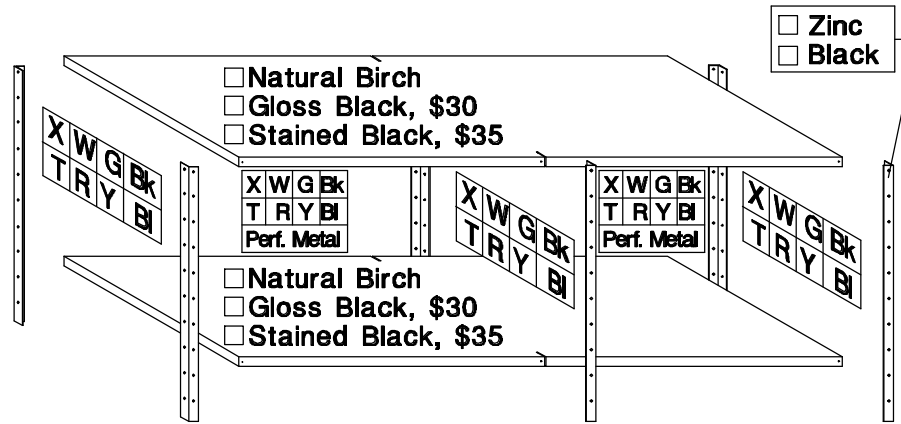 □ Zinc
□ Black
□ Natural Birch
□ Gloss Black, $30
□ Stained Black, $35
X W G Bk
T R Y Bl
X W G Bk
T R Y Bl
Perf. Metal
X W G Bk
T R Y Bl
X W G Bk
T R Y Bl
Perf. Metal
X W G Bk
T R Y Bl
□ Natural Birch
□ Gloss Black, $30
□ Stained Black, $35